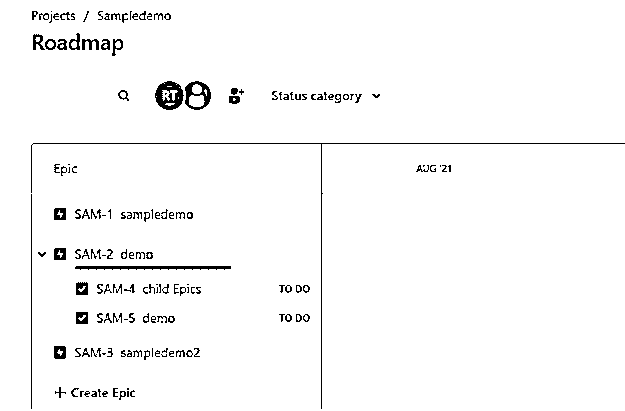 Projects / Sampledemo
Roadmap
RT
Status category
Epic
AUG '21
SAM-1 sampledemo
SAM-2 demo
SAM-4 child Epics TO DO
SAM-5 demo TO DO
SAM-3 sampledemo2
+ Create Epic